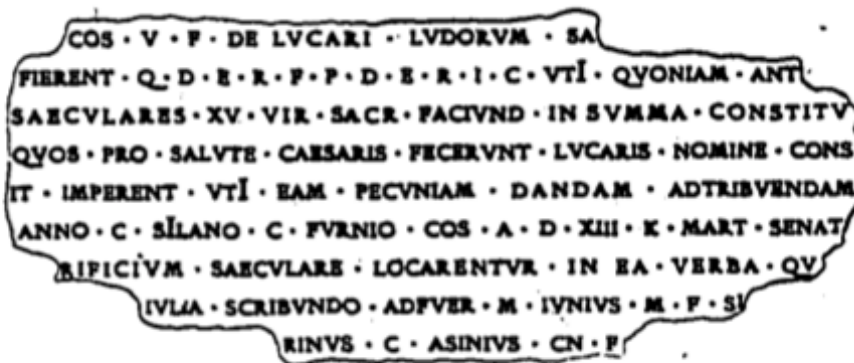 COS · V · F · DE LVCARI · LVDORVM · SA
FIERENT · Q · D · E · R · F · P · D · E · R · I · C · VTI · QVONIAM · ANT
SAECVLARES · XV · VIR · SACR · FACIVND · IN SVMMA · CONSTITV
QVOS · PRO · SALVTE · CAESARIS · FECERVNT · LVCARIS · NOMINE · CONS
IT · IMPERENT · VTI · EAM · PECVNIAM · DANDAM · ADTRIBVENDAM
ANNO · C · SILANO · C · FVRNIO · COS · A · D · XIII · K · MART · SENAT
RIFICIVM · SAECVLARE · LOCARENTVR · IN EA · VERBA · QV
IVLIA · SCRIBVNDO · ADFVER · M · IVNIVS · M · F · SI
RINVS · C · ASINIVS · CN · F